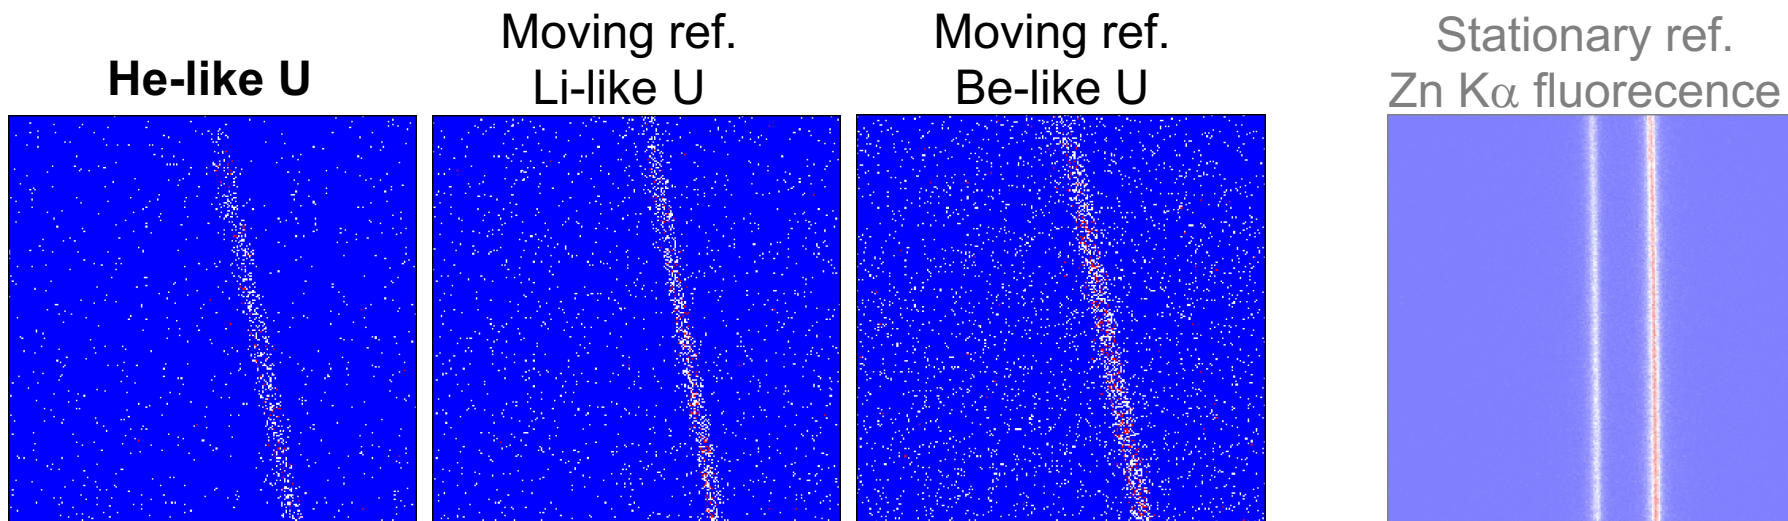 He-like U
Moving ref.
Li-like U
Moving ref.
Be-like U
Stationary ref.
Zn Kα fluorecence